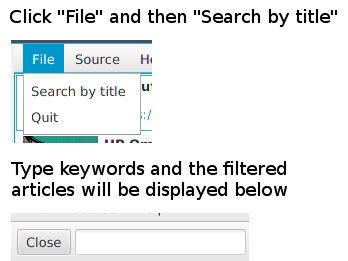 Click "File" and then "Search by title"
File Source
Search by title
Quit
Type keywords and the filtered
articles will be displayed below
Close